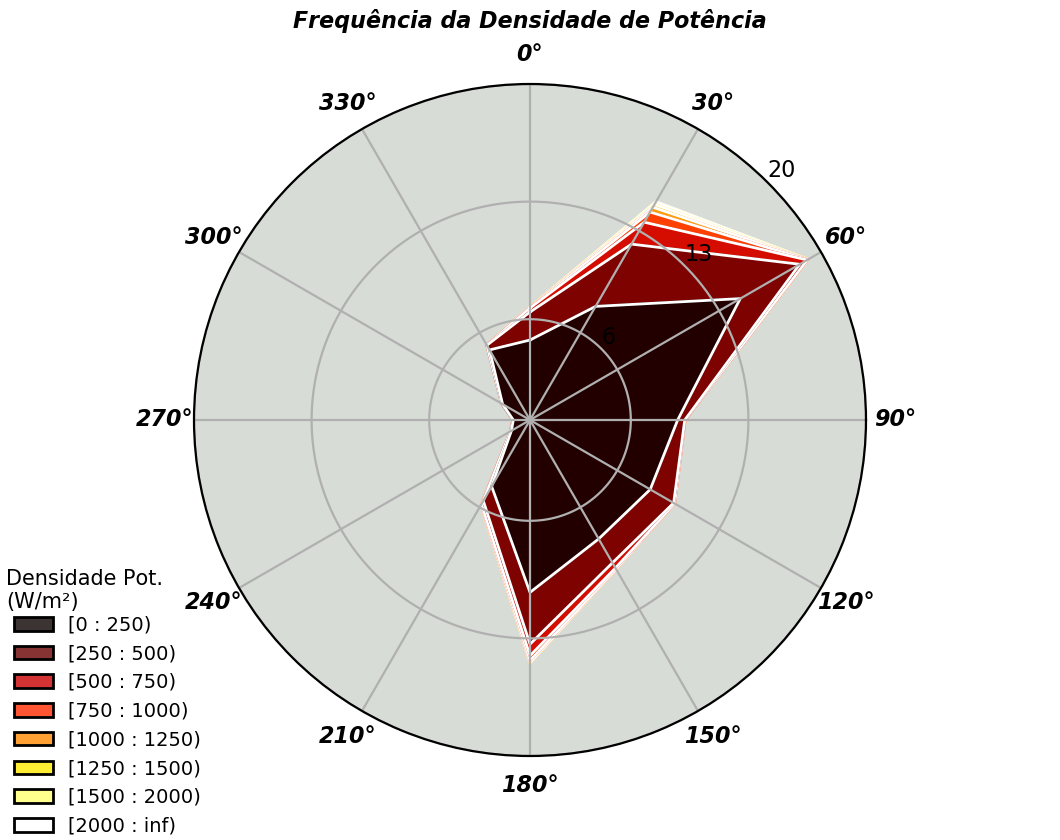 Frequência da Densidade de Potência
0°
330°
30°
20
300°
60°
13
6
270°
90°
240°
120°
210°
150°
180°
Densidade Pot.
(W/m²)
[0 : 250)
[250 : 500)
[500 : 750)
[750 : 1000)
[1000 : 1250)
[1250 : 1500)
[1500 : 2000)
[2000 : inf)